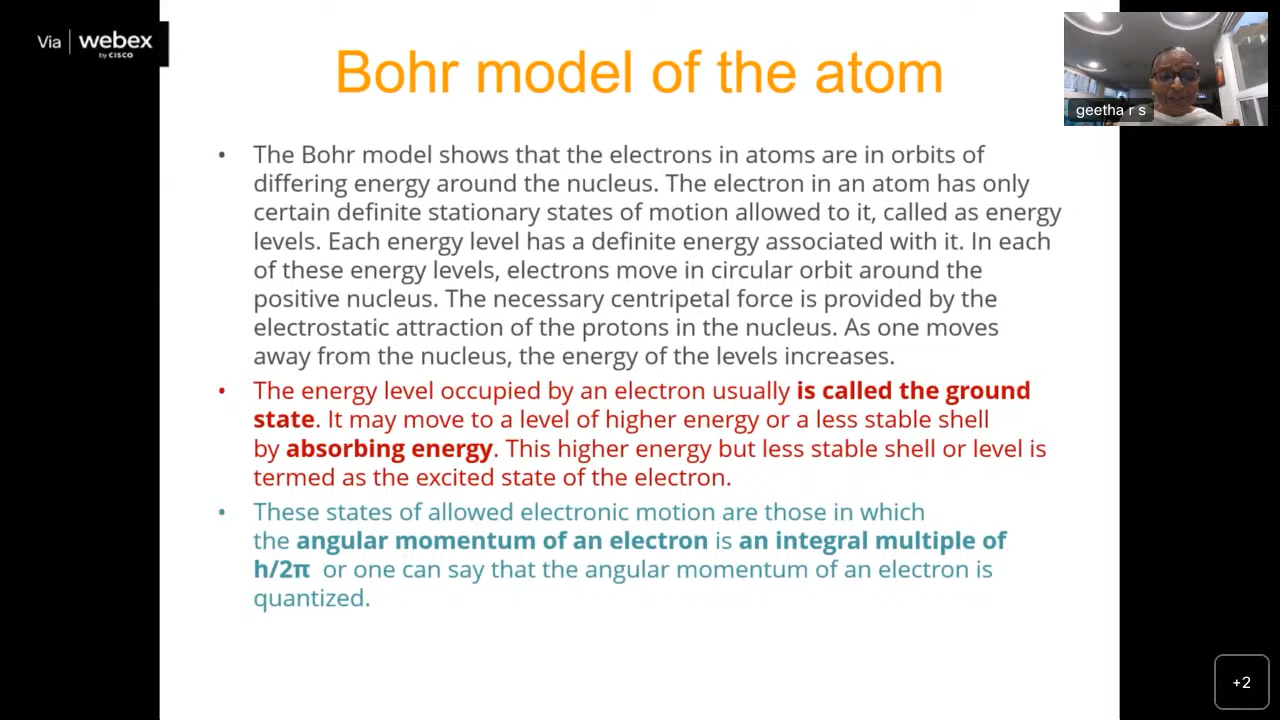 Via | webex
by CISCO
Bohr model of the atom
geetha r s
• The Bohr model shows that the electrons in atoms are in orbits of
differing energy around the nucleus. The electron in an atom has only
certain definite stationary states of motion allowed to it, called as energy
levels. Each energy level has a definite energy associated with it. In each
of these energy levels, electrons move in circular orbit around the
positive nucleus. The necessary centripetal force is provided by the
electrostatic attraction of the protons in the nucleus. As one moves
away from the nucleus, the energy of the levels increases.
• The energy level occupied by an electron usually is called the ground
state. It may move to a level of higher energy or a less stable shell
by absorbing energy. This higher energy but less stable shell or level is
termed as the excited state of the electron.
• These states of allowed electronic motion are those in which
the angular momentum of an electron is an integral multiple of
h/2π or one can say that the angular momentum of an electron is
quantized.
+2